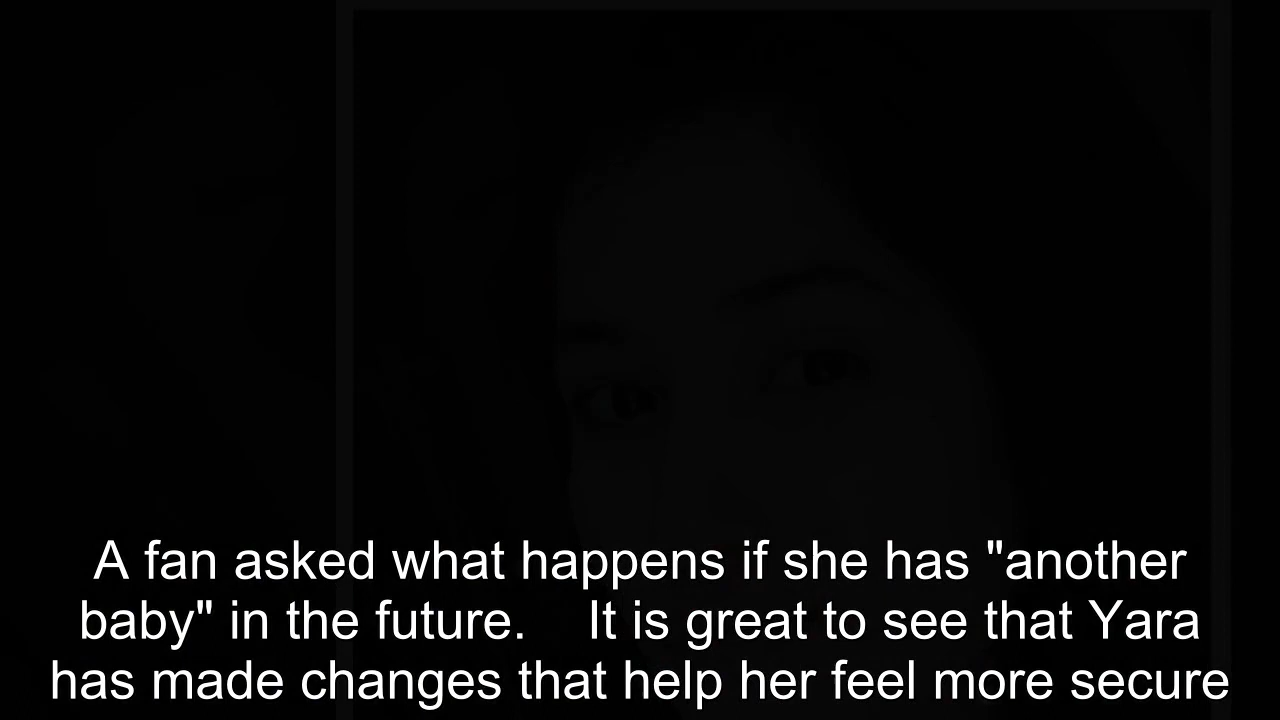 A fan asked what happens if she has "another
baby" in the future.    It is great to see that Yara
has made changes that help her feel more secure